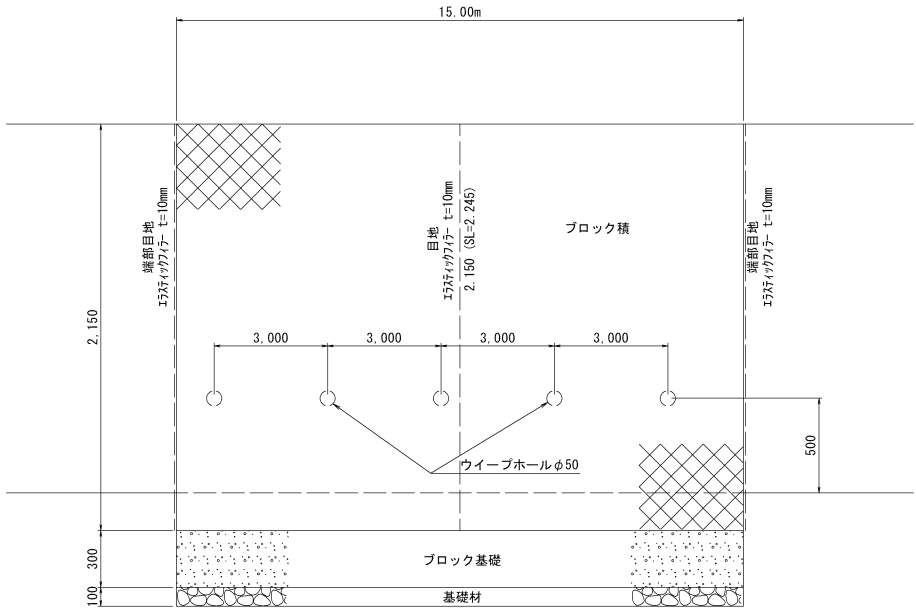 15.00m
端部目地
エラスティックフィラー t=10mm
目地
エラスティックフィラー t=10mm
2.150 (SL=2.245)
ブロック積
端部目地
エラスティックフィラー t=10mm
2,150
3,000
3,000
3,000
3,000
500
ウイープホールφ50
300
ブロック基礎
100
基礎材